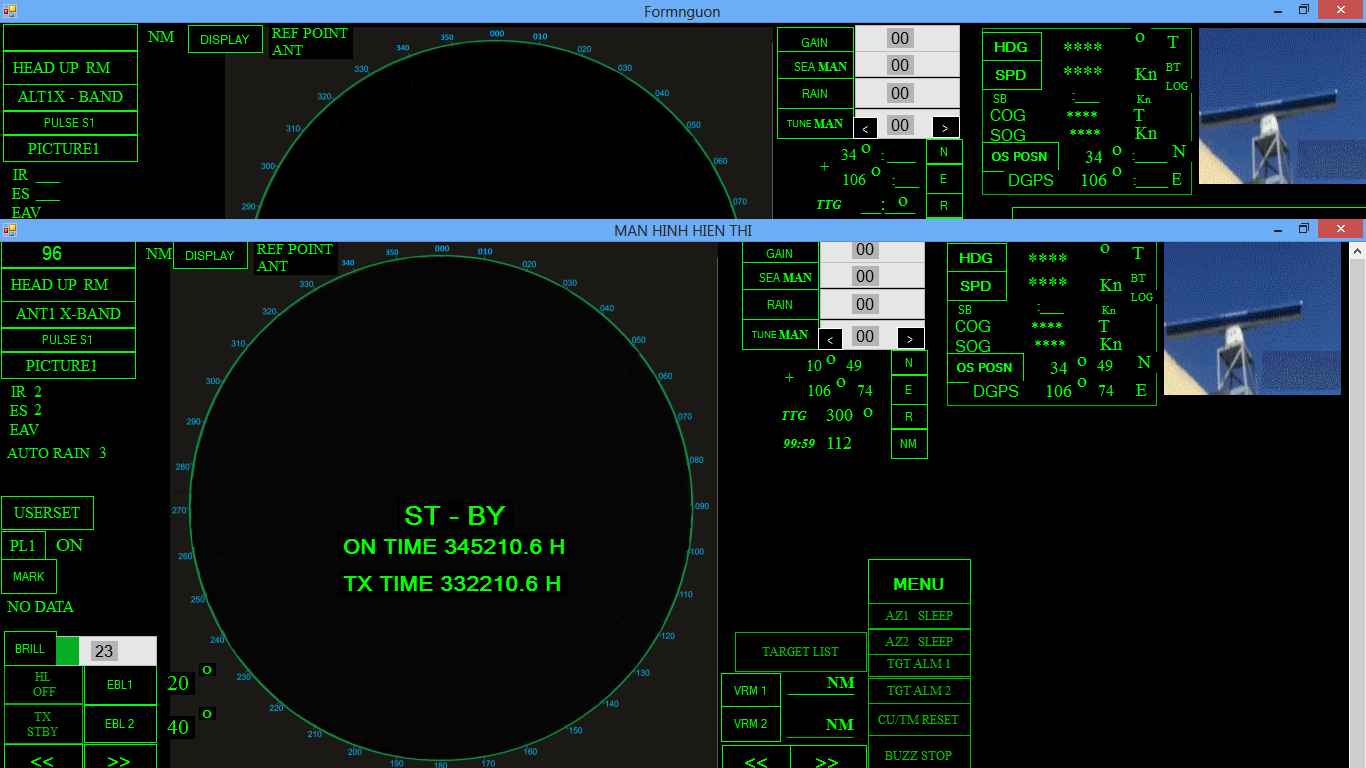 Formnguon
NM DISPLAY REF POINT
ANT
HEAD UP RM
ALT1X - BAND
PULSE S1
PICTURE1
IR ___
ES ___
EAV
000
350 010
340 020
330 030
320 040
310 050
300 060
290 070
GAIN 00
SEA MAN 00
RAIN 00
TUNE MAN < 00 >
+ 34 o :___ N
106 o :___ E
TTG __:__ o R
HDG **** o T
SPD **** Kn BT
LOG
SB :___ Kn
COG **** T
SOG **** Kn
OS POSN 34 o :___ N
DGPS 106 o :___ E
MAN HINH HIEN THI
96 NM DISPLAY REF POINT
ANT
HEAD UP RM
ANT1 X-BAND
PULSE S1
PICTURE1
IR 2
ES 2
EAV
AUTO RAIN 3
USERSET
PL1 ON
MARK
NO DATA
BRILL 23
HL
OFF
EBL1 20 o
TX
STBY
EBL 2 40 o
<< >>
000
350 010
340 020
330 030
320 040
310 050
300 060
290 070
280 080
270 090
260 100
250 110
240 120
230 130
220 140
210 150
200 160
190 170
180
ST - BY
ON TIME 345210.6 H
TX TIME 332210.6 H
GAIN 00
SEA MAN 00
RAIN 00
TUNE MAN < 00 >
+ 10 o 49 N
106 o 74 E
TTG 300 o R
99:59 112 NM
HDG **** o T
SPD **** Kn BT
LOG
SB :___ Kn
COG **** T
SOG **** Kn
OS POSN 34 o 49 N
DGPS 106 o 74 E
MENU
AZ1 SLEEP
AZ2 SLEEP
TGT ALM 1
TGT ALM 2
CU/TM RESET
BUZZ STOP
TARGET LIST
VRM 1 NM
VRM 2 NM
<< >>